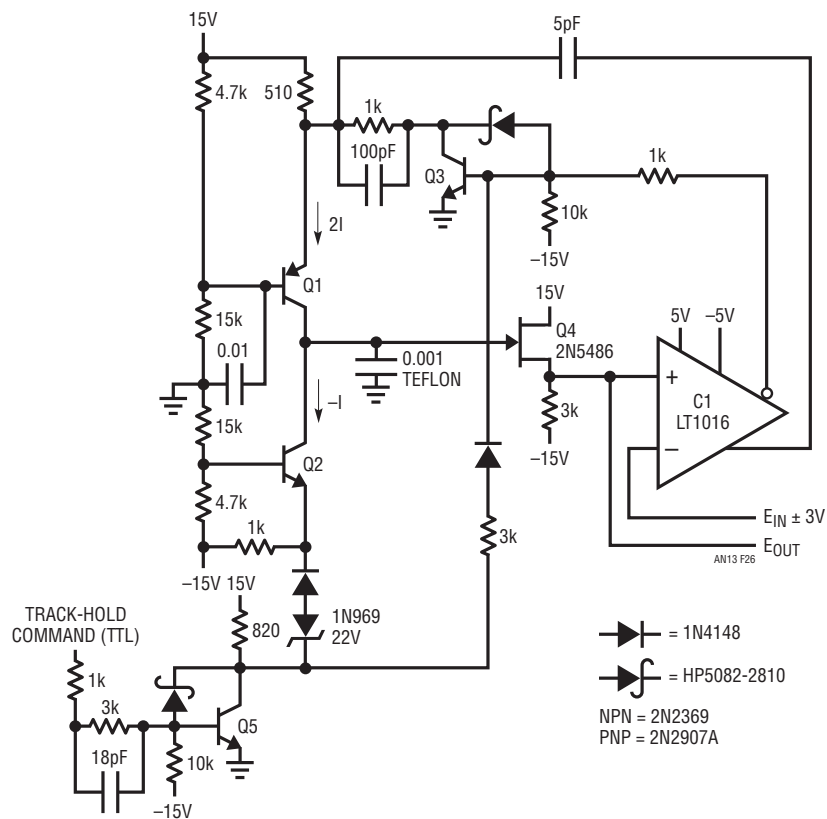 15V
5pF
4.7k
510
1k
100pF
Q3
1k
10k
–15V
2I
Q1
15V
15k
Q4
2N5486
5V
–5V
0.01
0.001
TEFLON
+
C1
LT1016
–I
15k
3k
–
–15V
Q2
4.7k
3k
EIN ± 3V
1k
EOUT
AN13 F26
–15V
15V
1N969
22V
TRACK-HOLD
COMMAND (TTL)
820
= 1N4148
1k
= HP5082-2810
3k
Q5
NPN = 2N2369
PNP = 2N2907A
18pF
10k
–15V